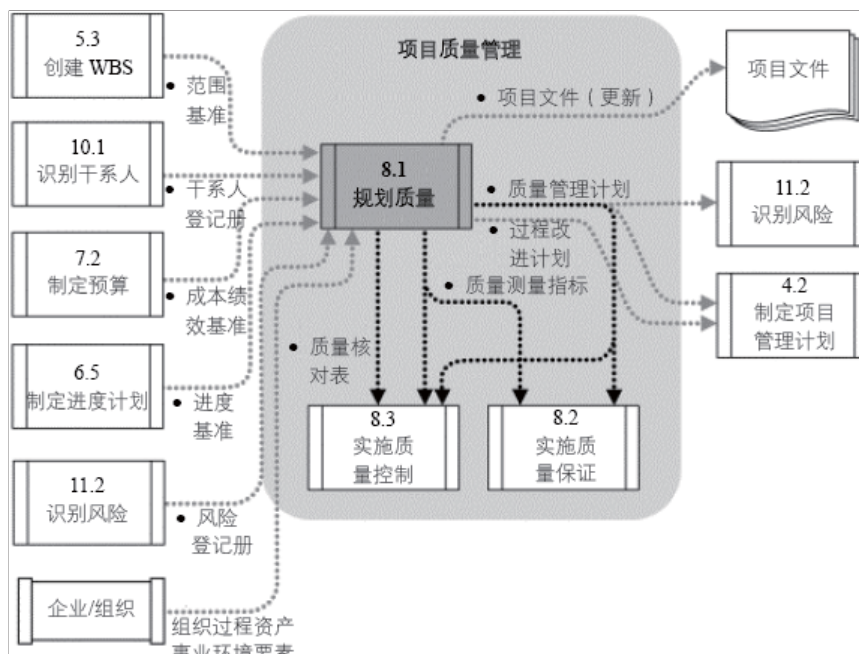 项目质量管理
5.3
创建 WBS
• 范围
基准
10.1
识别干系人
• 干系人
登记册
7.2
制定预算
• 成本绩
效基准
6.5
制定进度计划
• 进度
基准
11.2
识别风险
• 风险
登记册
企业/组织
组织过程资产
事业环境要素
8.1
规划质量
• 项目文件（更新）
项目文件
• 质量管理计划
• 过程改
进计划
• 质量测量指标
• 质量核
对表
11.2
识别风险
4.2
制定项目
管理计划
8.3
实施质
量控制
8.2
实施质
量保证